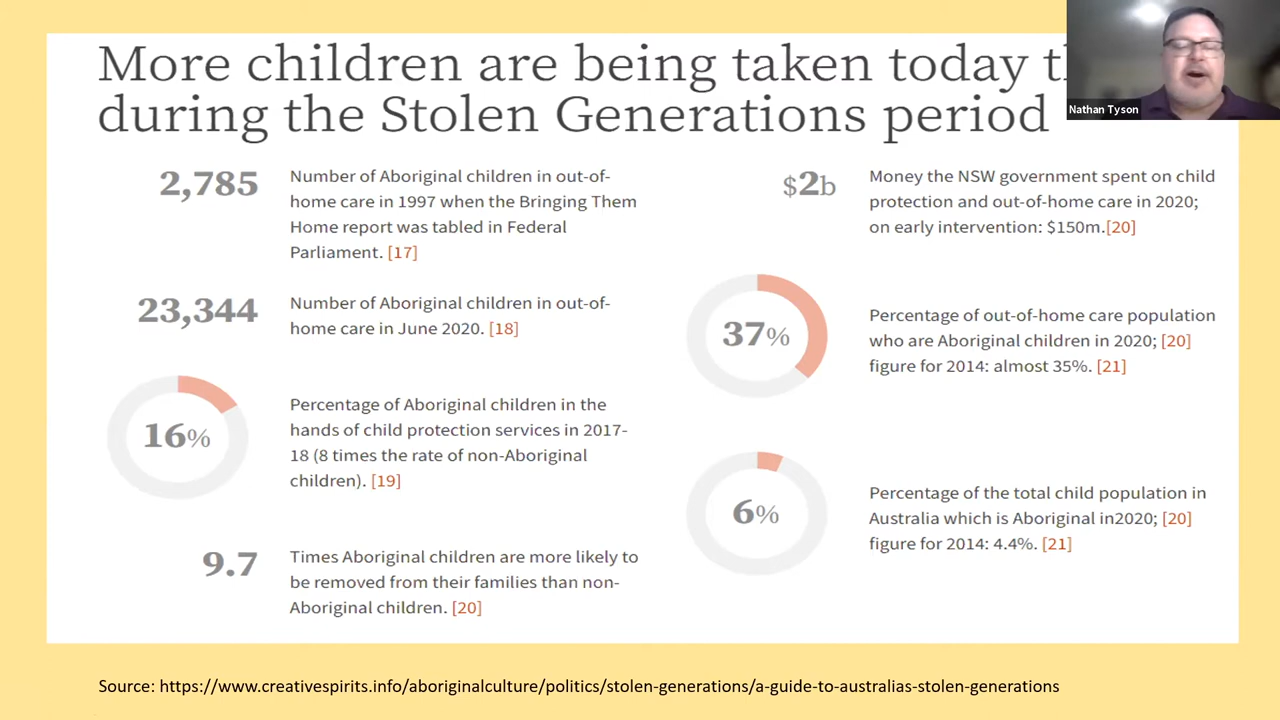 More children are being taken today
during the Stolen Generations period
Nathan Tyson
2,785
Number of Aboriginal children in out-of-
home care in 1997 when the Bringing Them
Home report was tabled in Federal
Parliament. [17]
23,344
Number of Aboriginal children in out-of-
home care in June 2020. [18]
16%
Percentage of Aboriginal children in the
hands of child protection services in 2017-
18 (8 times the rate of non-Aboriginal
children). [19]
9.7
Times Aboriginal children are more likely to
be removed from their families than non-
Aboriginal children. [20]
$2b
Money the NSW government spent on child
protection and out-of-home care in 2020;
on early intervention: $150m.[20]
37%
Percentage of out-of-home care population
who are Aboriginal children in 2020; [20]
figure for 2014: almost 35%. [21]
6%
Percentage of the total child population in
Australia which is Aboriginal in2020; [20]
figure for 2014: 4.4%. [21]
Source: https://www.creativespirits.info/aboriginalculture/politics/stolen-generations/a-guide-to-australias-stolen-generations